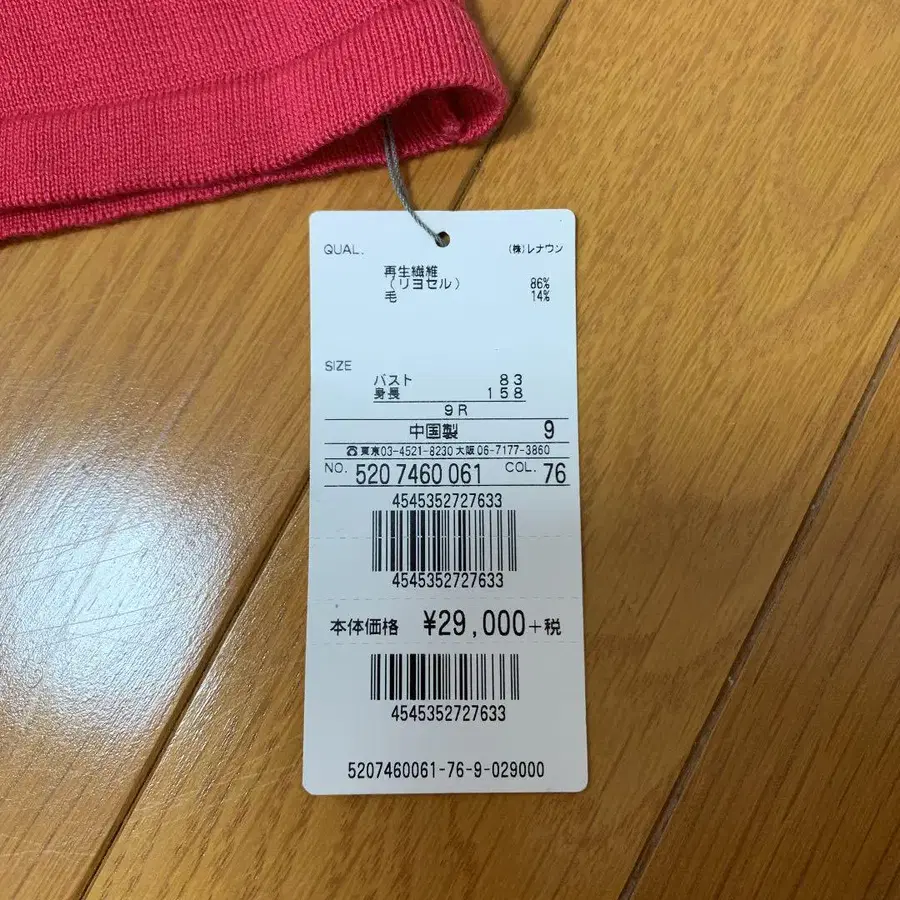 QUAL. (株)レナウン
再生繊維
(リヨセル) 86%
毛 14%
SIZE
バスト 83
身長 158
9R
中国製 9
☎東京03-4521-8230 大阪06-7177-3860
NO. 520 7460 061 COL. 76
4545352727633
4545352727633
本体価格 ¥29,000+税
4545352727633
5207460061-76-9-029000